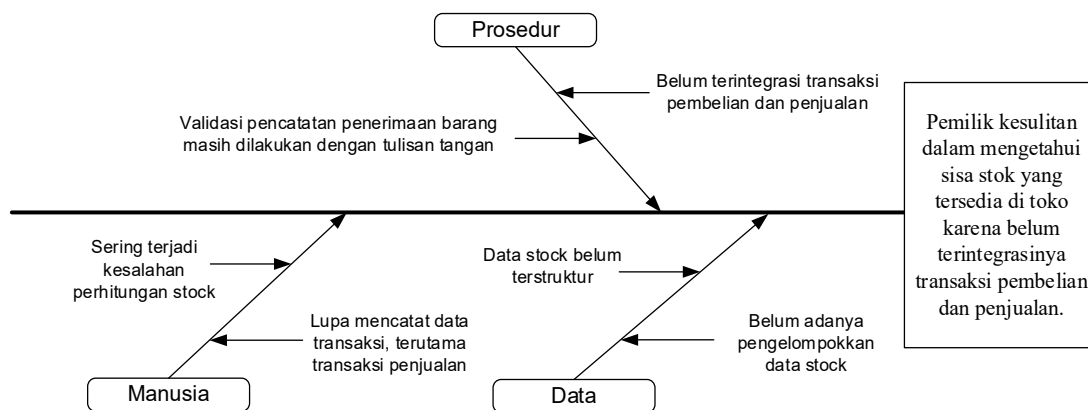 Prosedur
Belum terintegrasi transaksi
pembelian dan penjualan
Validasi pencatatan penerimaan barang
masih dilakukan dengan tulisan tangan
Pemilik kesulitan
dalam mengetahui
sisa stok yang
tersedia di toko
karena belum
terintegrasinya
transaksi pembelian
dan penjualan.
Sering terjadi
kesalahan
perhitungan stock
Lupa mencatat data
transaksi, terutama
transaksi penjualan
Manusia
Data stock belum
terstruktur
Belum adanya
pengelompokkan
data stock
Data